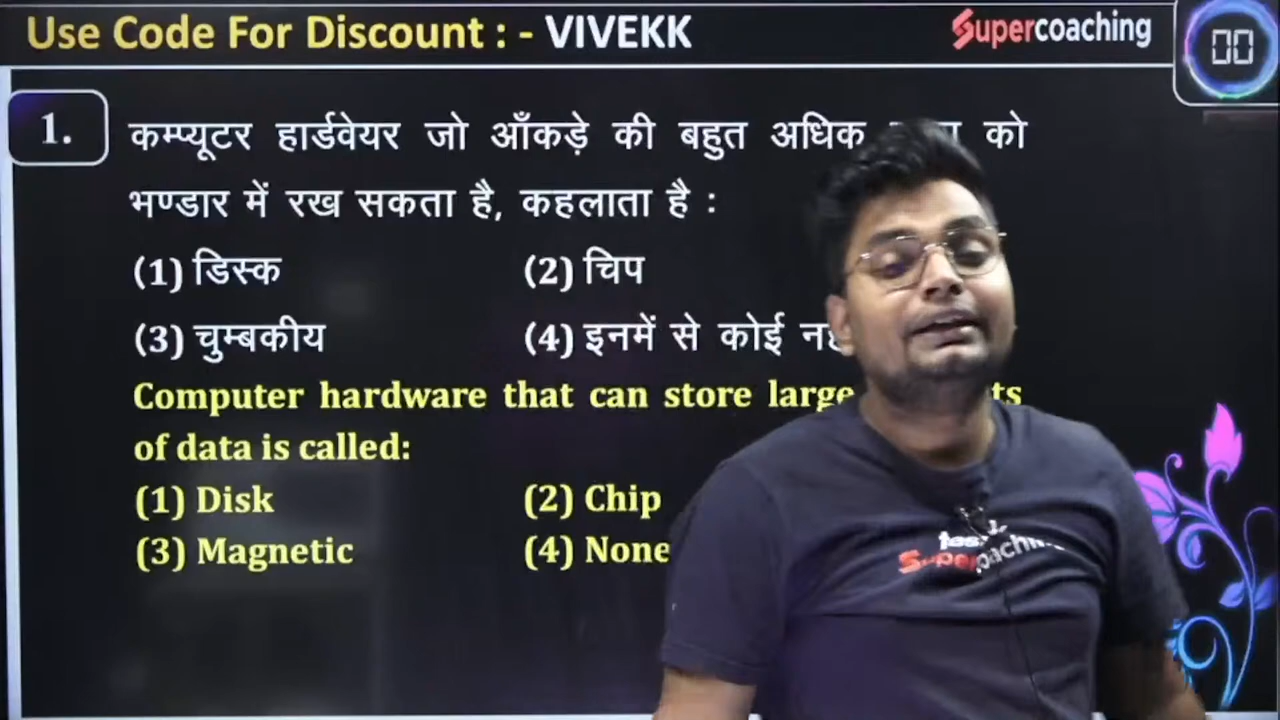 Use Code For Discount : - VIVEKK
Supercoaching
00
1.
कम्प्यूटर हार्डवेयर जो आँकड़े की बहुत अधिक को
भण्डार में रख सकता है, कहलाता है :
(1) डिस्क (2) चिप
(3) चुम्बकीय (4) इनमें से कोई
Computer hardware that can store large
of data is called:
(1) Disk (2) Chip
(3) Magnetic (4) None
Supercoaching